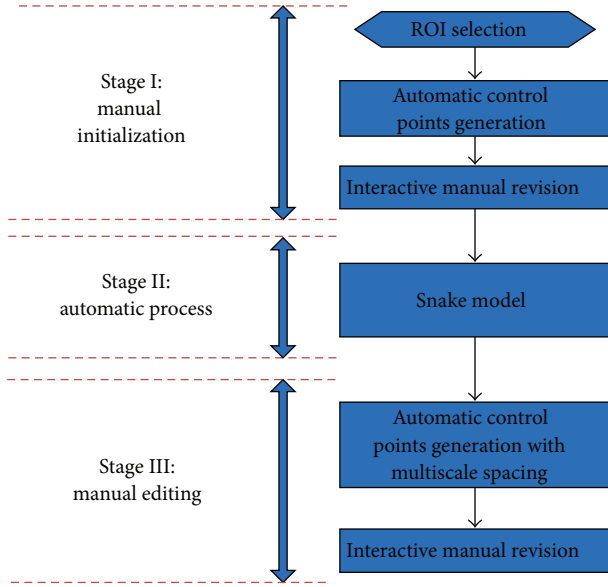 ROI selection
Stage I:
manual
initialization
Automatic control
points generation
Interactive manual revision
Stage II:
automatic process
Snake model
Stage III:
manual editing
Automatic control
points generation with
multiscale spacing
Interactive manual revision